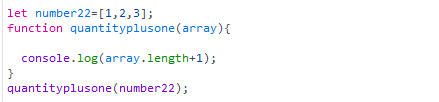 let number22=[1,2,3];
function quantityplusone(array){
console.log(array.length+1);
}
quantityplusone(number22);